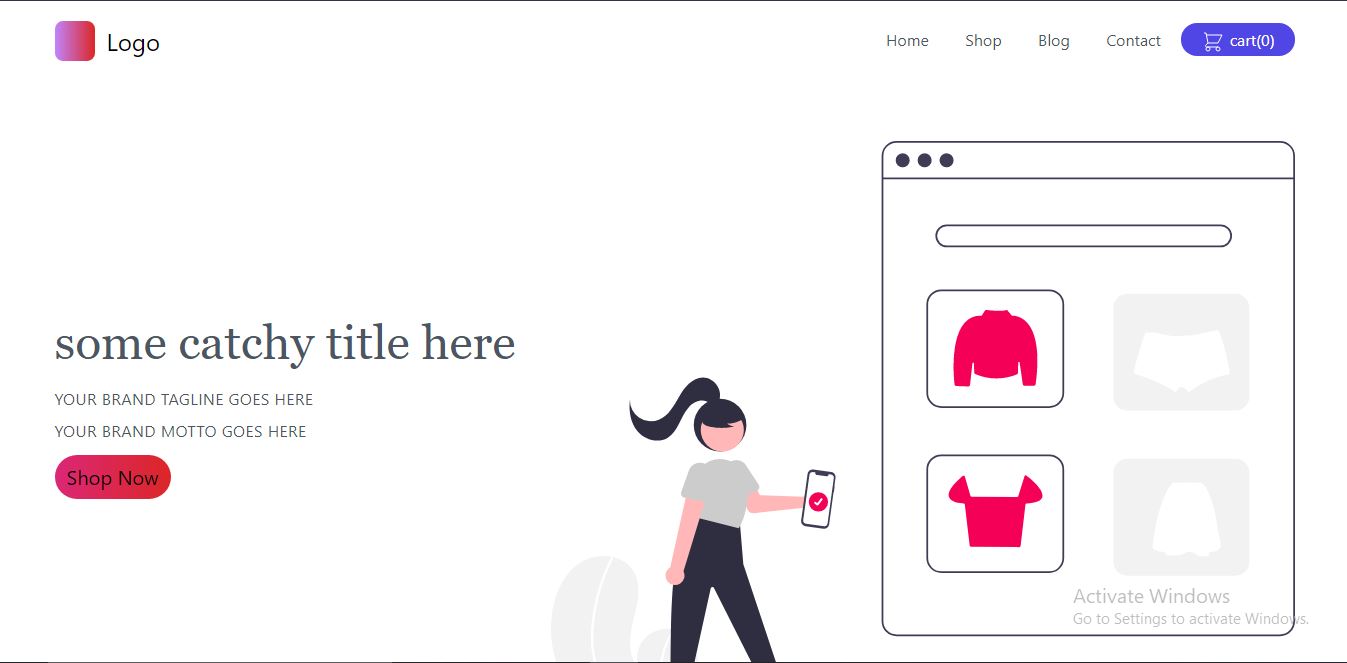 Logo
Home
Shop
Blog
Contact
cart(0)
some catchy title here
YOUR BRAND TAGLINE GOES HERE
YOUR BRAND MOTTO GOES HERE
Shop Now
Activate Windows
Go to Settings to activate Windows.